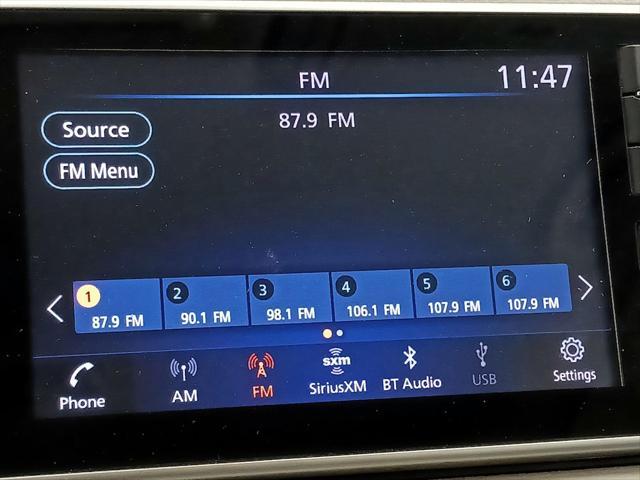 FM
11:47
87.9 FM
Source
FM Menu
1 2 3 4 5 6
87.9 FM 90.1 FM 98.1 FM 106.1 FM 107.9 FM 107.9 FM
sxm
Phone AM FM SiriusXM BT Audio USB Settings